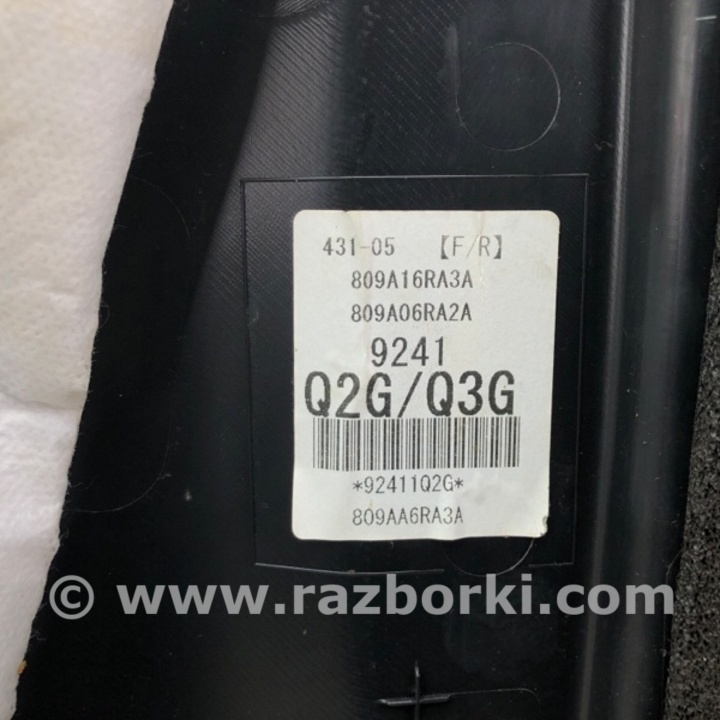 431-05 【F/R】
809A16RA3A
809A06RA2A
9241
Q2G/Q3G
*92411Q2G*
809AA6RA3A
© www.razborki.com